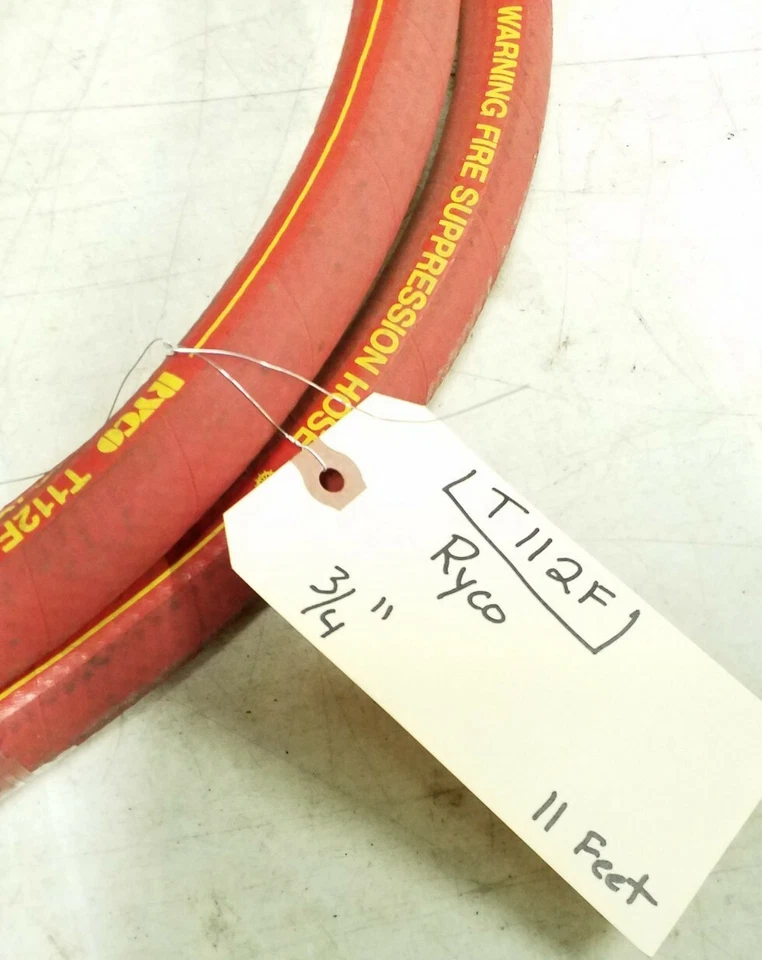 WARNING FIRE SUPPRESSION HOSE
RYCO T112F
T112F
Ryco
3/4"
11 Feet